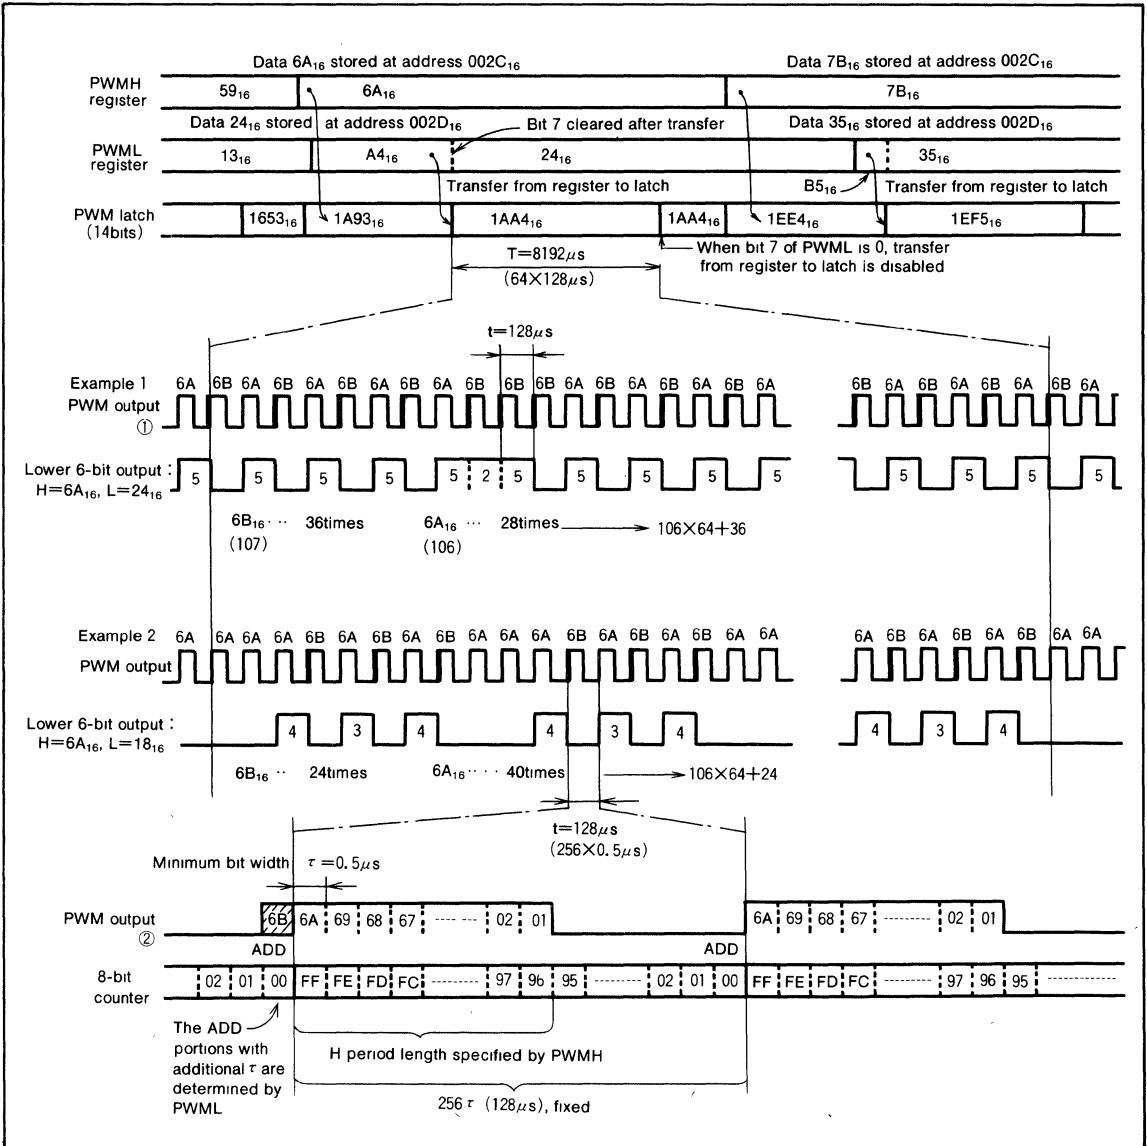 Data 6A₁₆ stored at address 002C₁₆ Data 7B₁₆ stored at address 002C₁₆
PWMH register 59₁₆ 6A₁₆ 7B₁₆
Data 24₁₆ stored at address 002D₁₆ Bit 7 cleared after transfer Data 35₁₆ stored at address 002D₁₆
PWML register 13₁₆ A4₁₆ 24₁₆ 35₁₆
Transfer from register to latch B5₁₆ Transfer from register to latch
PWM latch (14bits) 1653₁₆ 1A93₁₆ 1AA4₁₆ 1AA4₁₆ 1EE4₁₆ 1EF5₁₆
T=8192μs
(64×128μs)
When bit 7 of PWML is 0, transfer
from register to latch is disabled
t=128μs
Example 1 6A 6B 6A 6B 6A 6B 6A 6B 6A 6B 6B 6B 6A 6B 6A 6B 6A 6B 6A 6B 6A 6B 6A 6B 6A 6B 6A
PWM output
①
Lower 6-bit output :
H=6A₁₆, L=24₁₆ 5 5 5 5 5 2 5 5 5 5 5 5 5 5
6B₁₆ ·· 36times 6A₁₆ ··· 28times 106×64+36
(107) (106)
Example 2 6A 6A 6A 6A 6B 6A 6B 6A 6B 6A 6A 6A 6B 6A 6B 6A 6B 6A 6A 6A 6B 6A 6B 6A 6B 6A 6A
PWM output
Lower 6-bit output :
H=6A₁₆, L=18₁₆ 4 3 4 4 3 4 4 3 4
6B₁₆ ·· 24times 6A₁₆ ···· 40times 106×64+24
t=128μs
(256×0.5μs)
Minimum bit width τ=0.5μs
PWM output 6B 6A 69 68 67 02 01 6A 69 68 67 02 01
②
ADD ADD
8-bit counter 02 01 00 FF FE FD FC 97 96 95 02 01 00 FF FE FD FC 97 96 95
The ADD
portions with
additional τ are
determined by
PWML
H period length specified by PWMH
256 τ (128μs), fixed